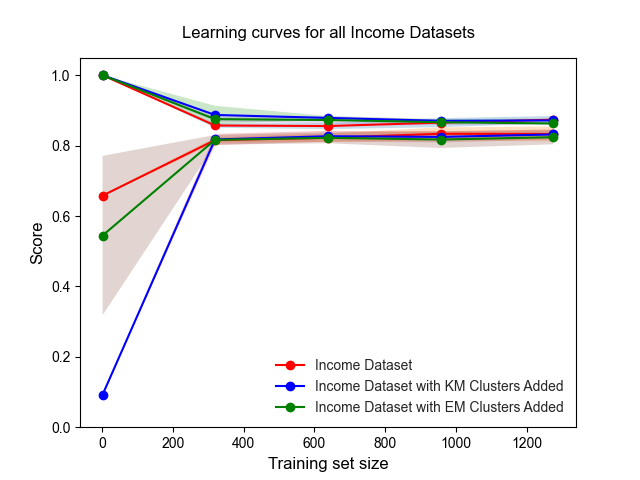 Learning curves for all Income Datasets
1.0
0.8
0.6
0.4
0.2
0.0
Score
0
200
400
600
800
1000
1200
Training set size
Income Dataset
Income Dataset with KM Clusters Added
Income Dataset with EM Clusters Added